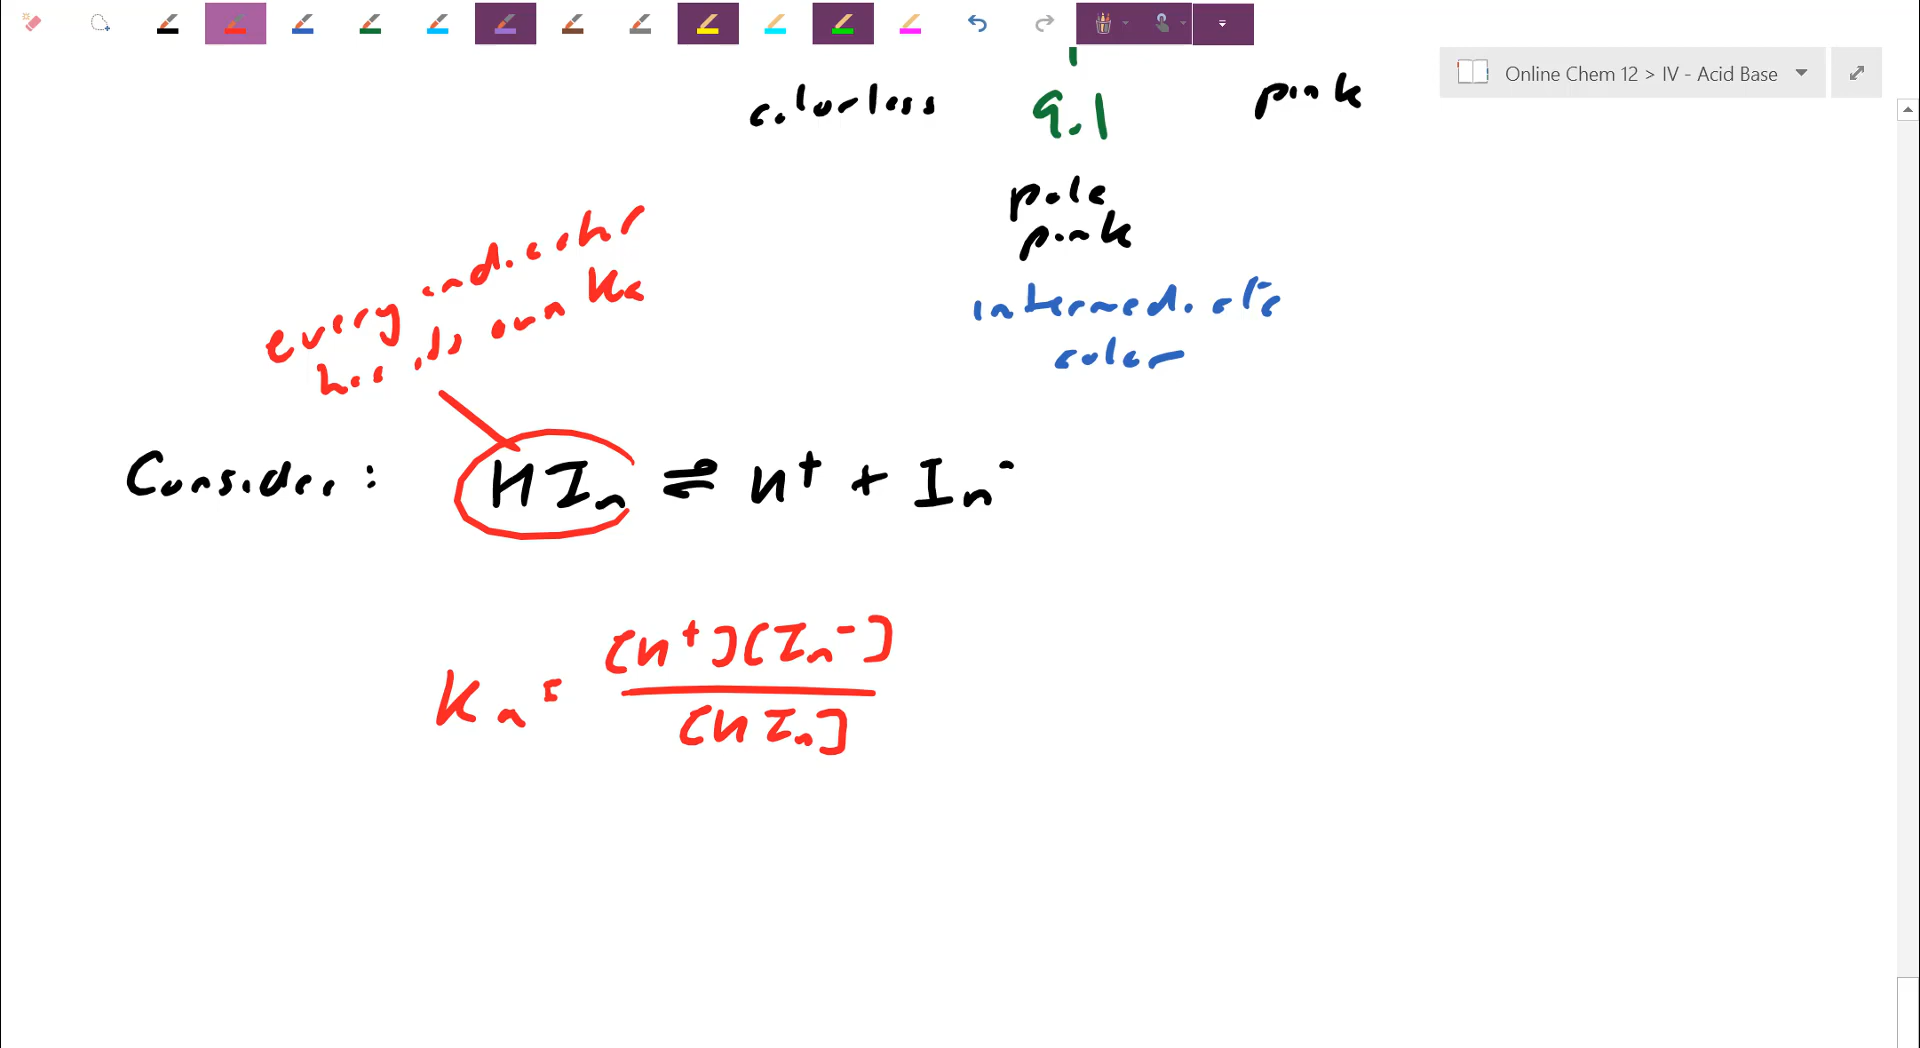 Online Chem 12 > IV - Acid Base
colorless 9.1 pink
pale
pink
intermediate
color
every indicator
has its own Ka
Consider: HIn ⇌ H⁺ + In⁻
Ka = [H⁺][In⁻]
[HIn]